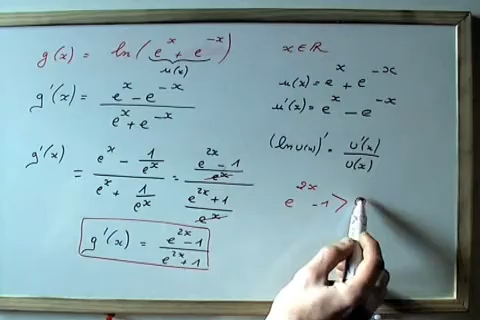 g(x) = ln(e^x + e^-x) x∈ℝ
u(x)
u(x) = e^x + e^-x
g'(x) = (e^x - e^-x)/(e^x + e^-x)
u'(x) = e^x - e^-x
(ln u(x))' = U'(x)/U(x)
g'(x) = (e^x - 1/e^x)/(e^x + 1/e^x) = ((e^2x - 1)/e^x)/((e^2x + 1)/e^x)
e^2x - 1 >
g'(x) = (e^2x - 1)/(e^2x + 1)